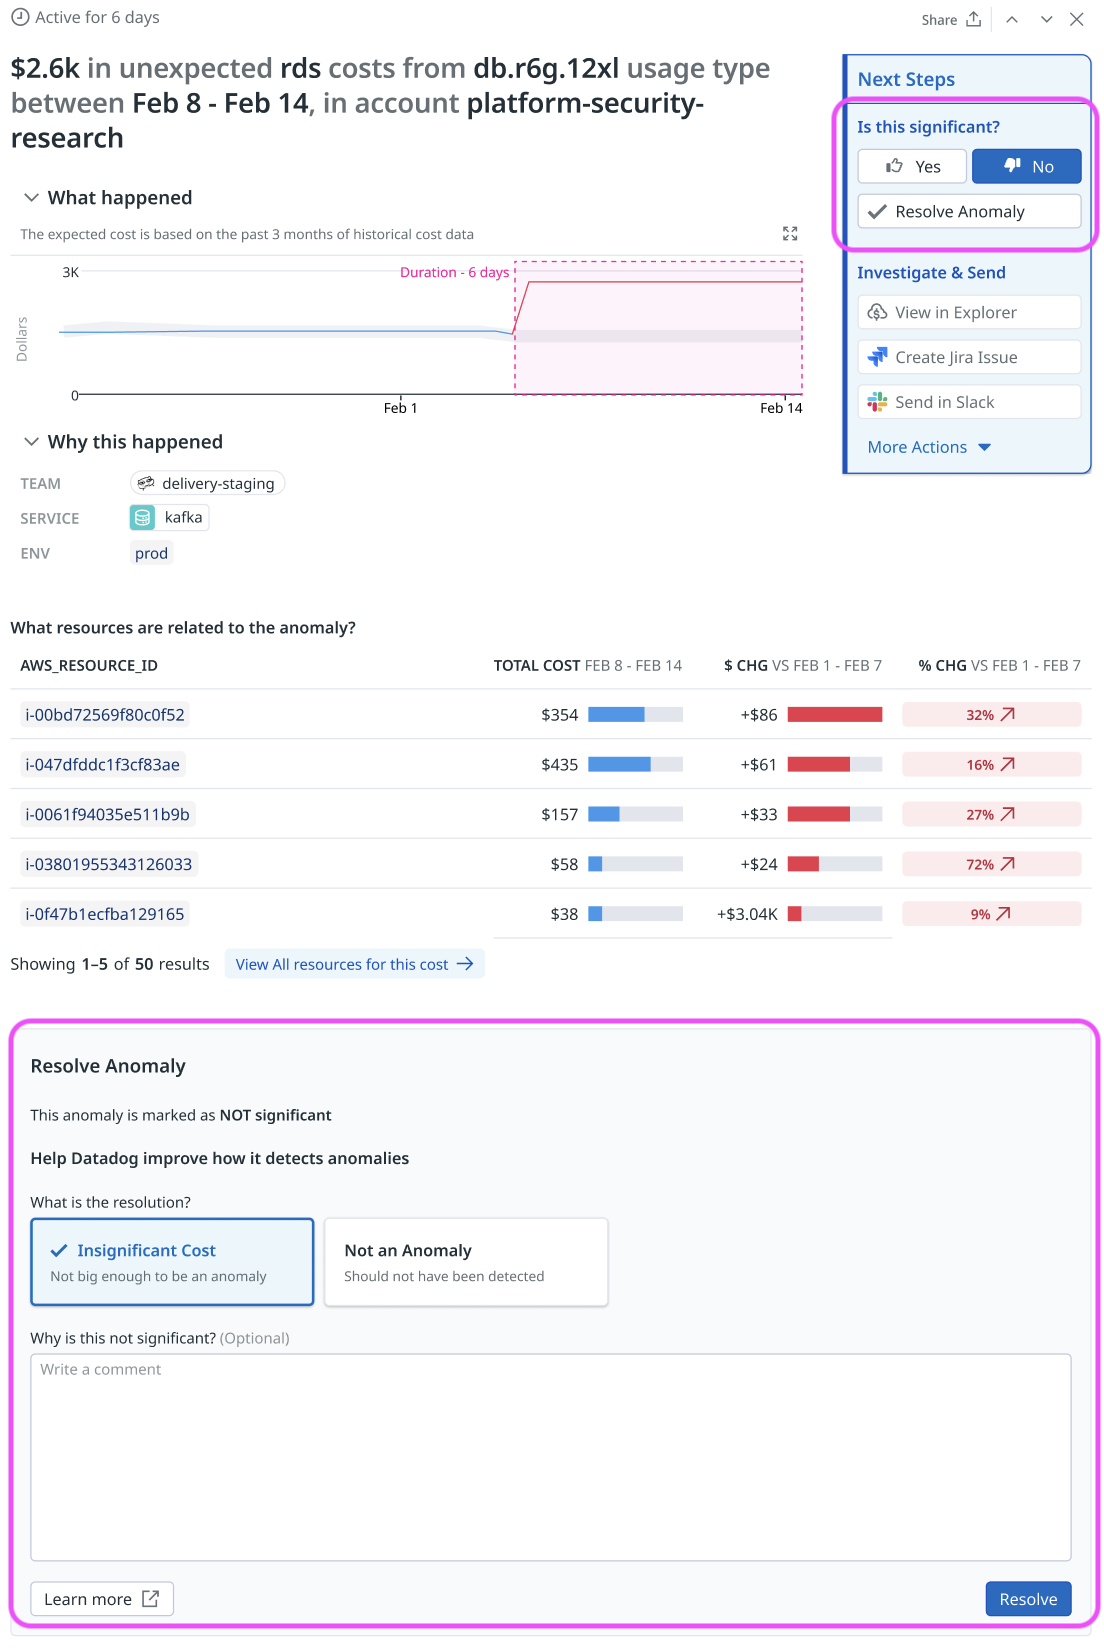 Active for 6 days
Share
$2.6k in unexpected rds costs from db.r6g.12xl usage type
between Feb 8 - Feb 14, in account platform-security-
research
Next Steps
Is this significant?
Yes
No
Resolve Anomaly
Investigate & Send
View in Explorer
Create Jira Issue
Send in Slack
More Actions
What happened
The expected cost is based on the past 3 months of historical cost data
Dollars
3K
Duration - 6 days
0
Feb 1
Feb 14
Why this happened
TEAM delivery-staging
SERVICE kafka
ENV prod
What resources are related to the anomaly?
AWS_RESOURCE_ID TOTAL COST FEB 8 - FEB 14 $ CHG VS FEB 1 - FEB 7 % CHG VS FEB 1 - FEB 7
i-00bd72569f80c0f52 $354 +$86 32%
i-047dfddc1f3cf83ae $435 +$61 16%
i-0061f94035e511b9b $157 +$33 27%
i-03801955343126033 $58 +$24 72%
i-0f47b1ecfba129165 $38 +$3.04K 9%
Showing 1–5 of 50 results View All resources for this cost
Resolve Anomaly
This anomaly is marked as NOT significant
Help Datadog improve how it detects anomalies
What is the resolution?
Insignificant Cost
Not big enough to be an anomaly
Not an Anomaly
Should not have been detected
Why is this not significant? (Optional)
Write a comment
Learn more
Resolve